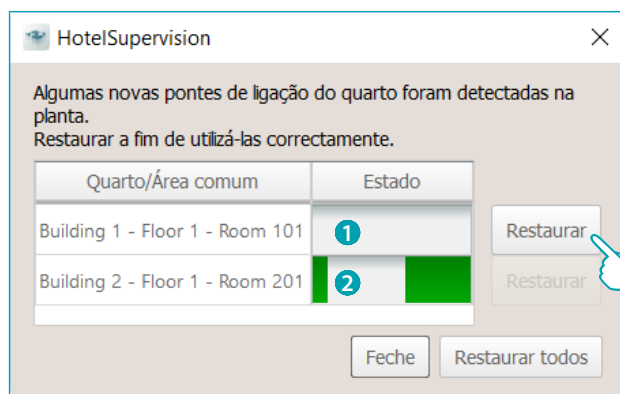 HotelSupervision
Algumas novas pontes de ligação do quarto foram detectadas na
planta.
Restaurar a fim de utilizá-las correctamente.
Quarto/Área comum Estado
Building 1 - Floor 1 - Room 101 1 Restaurar
Building 2 - Floor 1 - Room 201 2 Restaurar
Feche Restaurar todos